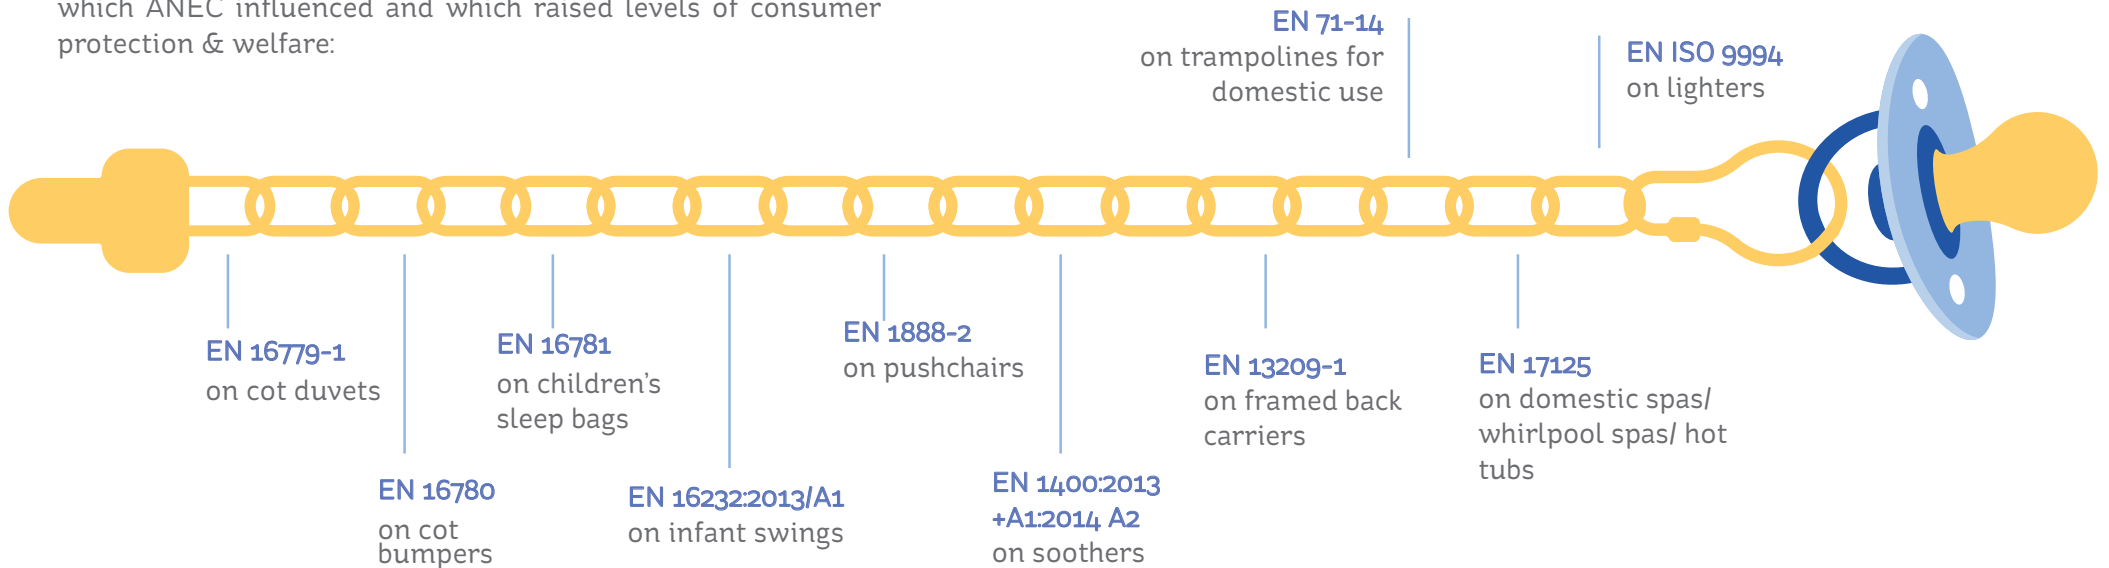 which ANEC influenced and which raised levels of consumer
protection & welfare:
EN 71-14
on trampolines for
domestic use
EN ISO 9994
on lighters
EN 16779-1
on cot duvets
EN 16780
on cot
bumpers
EN 16781
on children's
sleep bags
EN 16232:2013/A1
on infant swings
EN 1888-2
on pushchairs
EN 1400:2013
+A1:2014 A2
on soothers
EN 13209-1
on framed back
carriers
EN 17125
on domestic spas/
whirlpool spas/ hot
tubs